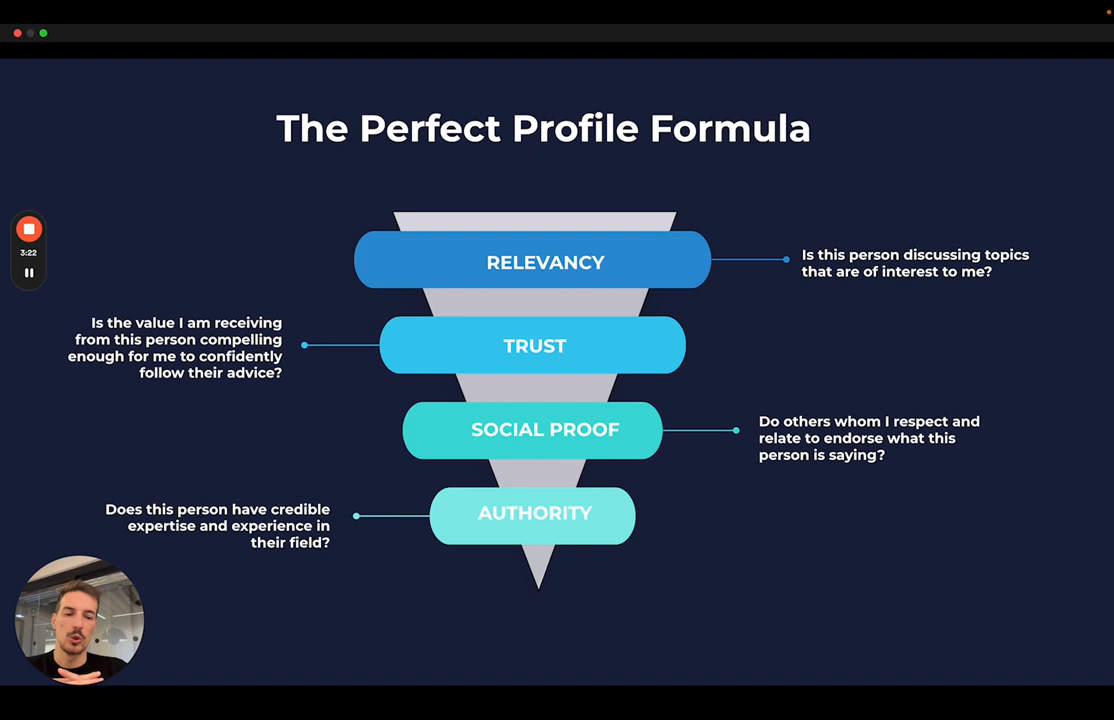 The Perfect Profile Formula
RELEVANCY
Is this person discussing topics
that are of interest to me?
3:22
Is the value I am receiving
from this person compelling
enough for me to confidently
follow their advice?
TRUST
SOCIAL PROOF
Do others whom I respect and
relate to endorse what this
person is saying?
Does this person have credible
expertise and experience in
their field?
AUTHORITY